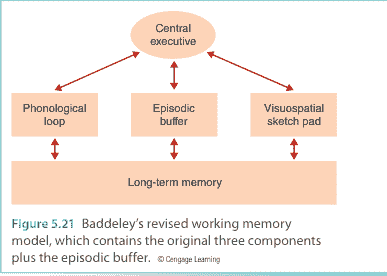 Central
executive
Phonological
loop
Episodic
buffer
Visuospatial
sketch pad
Long-term memory
Figure 5.21 Baddeley's revised working memory
model, which contains the original three components
plus the episodic buffer. © Cengage Learning